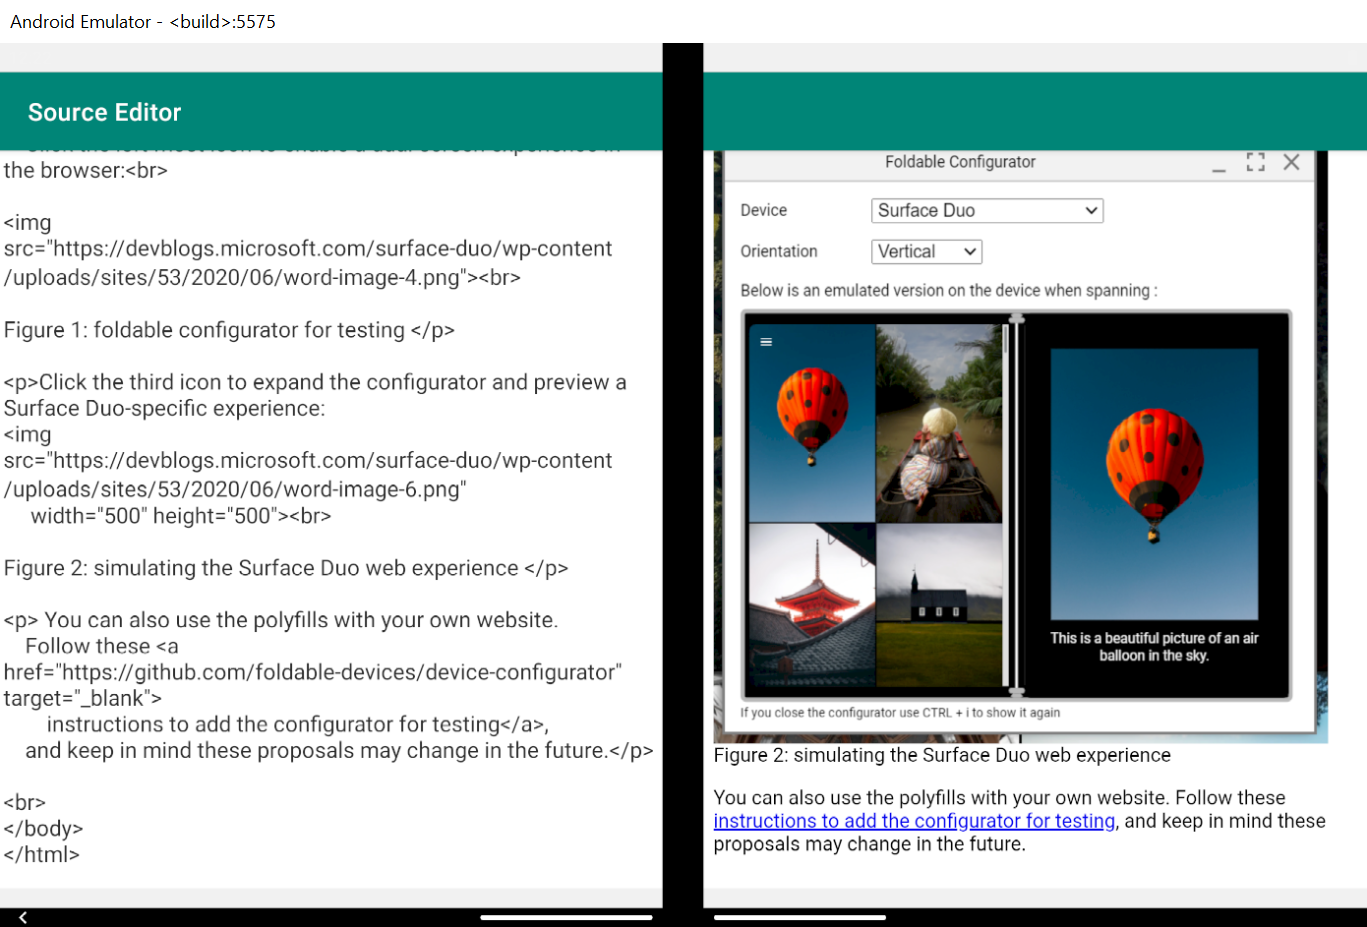 Android Emulator - <build>:5575
Source Editor
the browser:<br>
<img
src="https://devblogs.microsoft.com/surface-duo/wp-content
/uploads/sites/53/2020/06/word-image-4.png"><br>
Figure 1: foldable configurator for testing </p>
<p>Click the third icon to expand the configurator and preview a
Surface Duo-specific experience:
<img
src="https://devblogs.microsoft.com/surface-duo/wp-content
/uploads/sites/53/2020/06/word-image-6.png"
width="500" height="500"><br>
Figure 2: simulating the Surface Duo web experience </p>
<p> You can also use the polyfills with your own website.
Follow these <a
href="https://github.com/foldable-devices/device-configurator"
target="_blank">
instructions to add the configurator for testing</a>,
and keep in mind these proposals may change in the future.</p>
<br>
</body>
</html>
Foldable Configurator
Device
Surface Duo
Orientation
Vertical
Below is an emulated version on the device when spanning :
This is a beautiful picture of an air
balloon in the sky.
If you close the configurator use CTRL + i to show it again
Figure 2: simulating the Surface Duo web experience
You can also use the polyfills with your own website. Follow these
instructions to add the configurator for testing, and keep in mind these
proposals may change in the future.